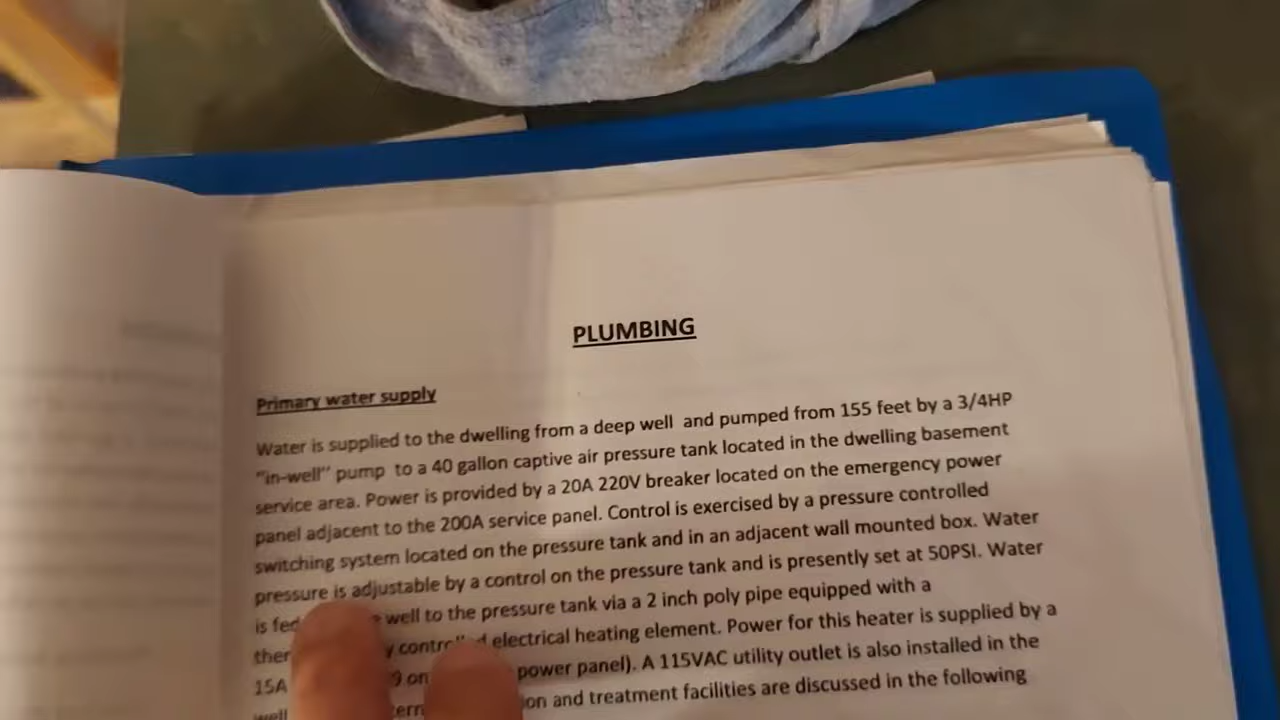 PLUMBING
Primary water supply
Water is supplied to the dwelling from a deep well and pumped from 155 feet by a 3/4HP
"in-well" pump to a 40 gallon captive air pressure tank located in the dwelling basement
service area. Power is provided by a 20A 220V breaker located on the emergency power
panel adjacent to the 200A service panel. Control is exercised by a pressure controlled
switching system located on the pressure tank and in an adjacent wall mounted box. Water
pressure is adjustable by a control on the pressure tank and is presently set at 50PSI. Water
is fed well to the pressure tank via a 2 inch poly pipe equipped with a
electrical heating element. Power for this heater is supplied by a
15A power panel). A 115VAC utility outlet is also installed in the
well and treatment facilities are discussed in the following